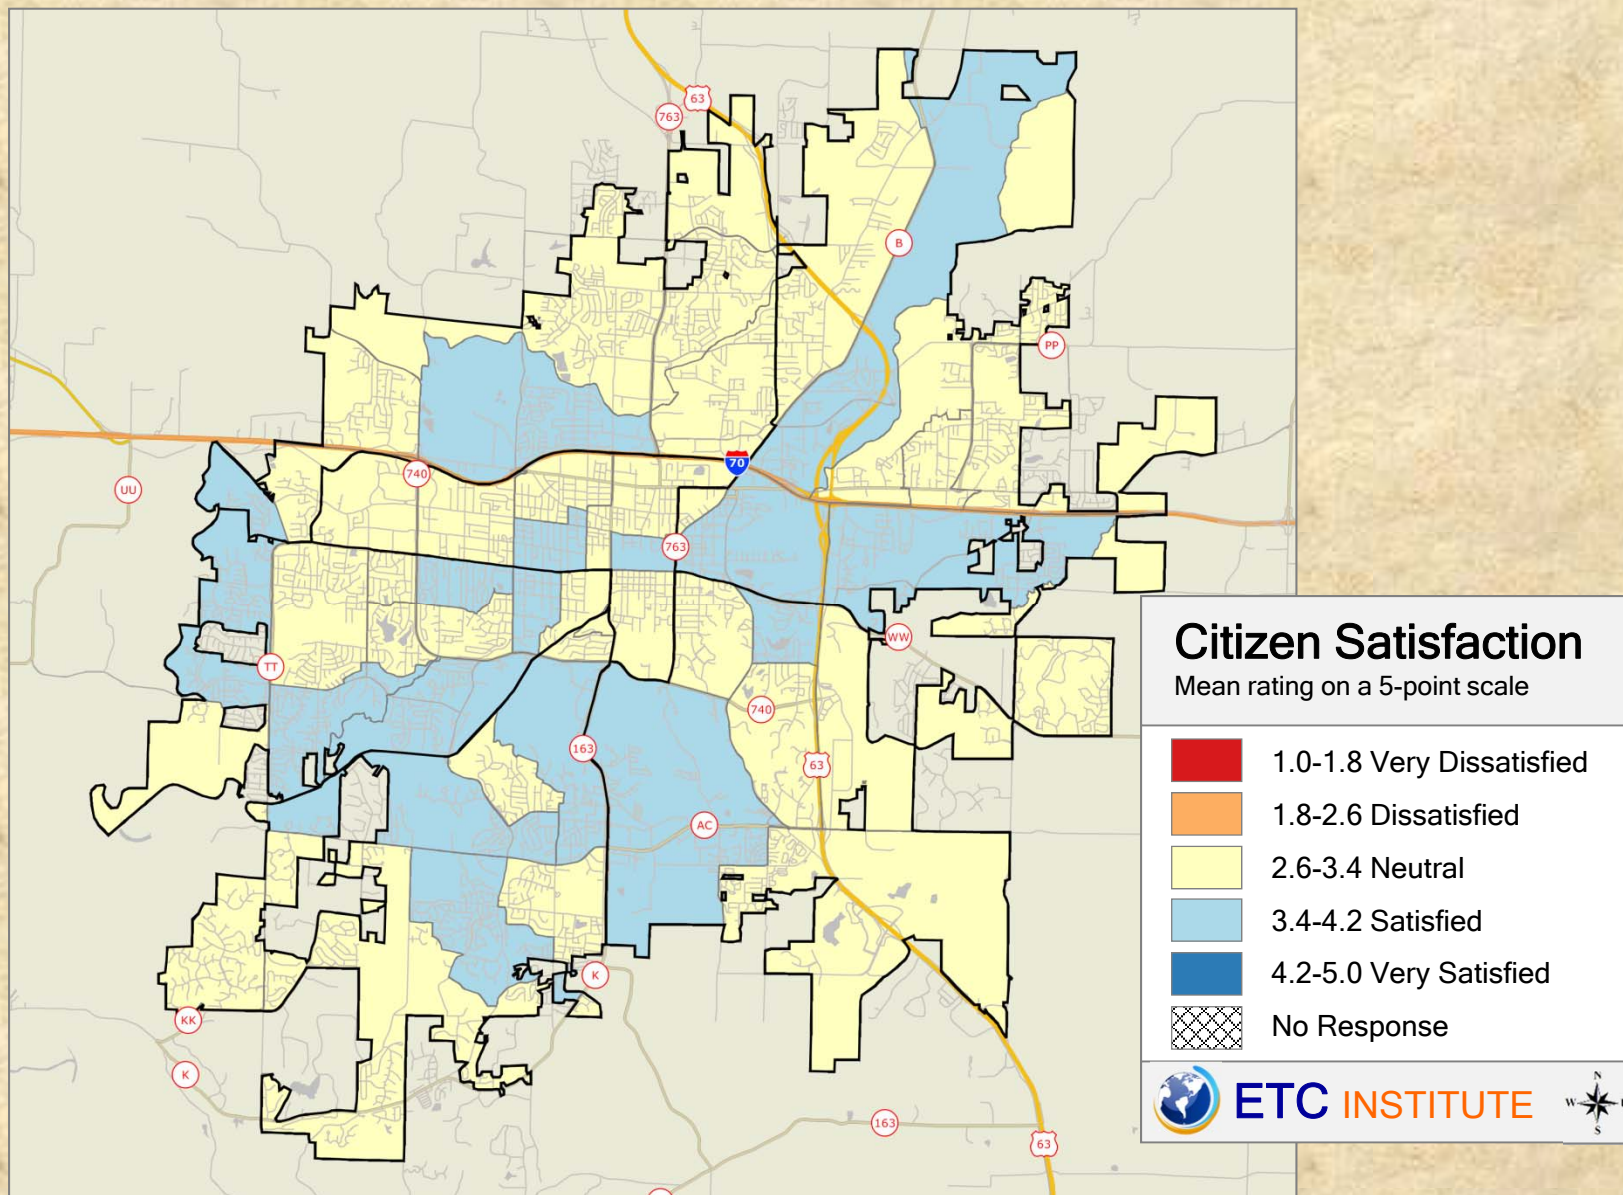 63
763
B
PP
70
740
UU
763
WW
TT
740
163
63
AC
K
KK
K
163
63
Citizen Satisfaction
Mean rating on a 5-point scale
1.0-1.8 Very Dissatisfied
1.8-2.6 Dissatisfied
2.6-3.4 Neutral
3.4-4.2 Satisfied
4.2-5.0 Very Satisfied
No Response
ETC INSTITUTE
N
W
S